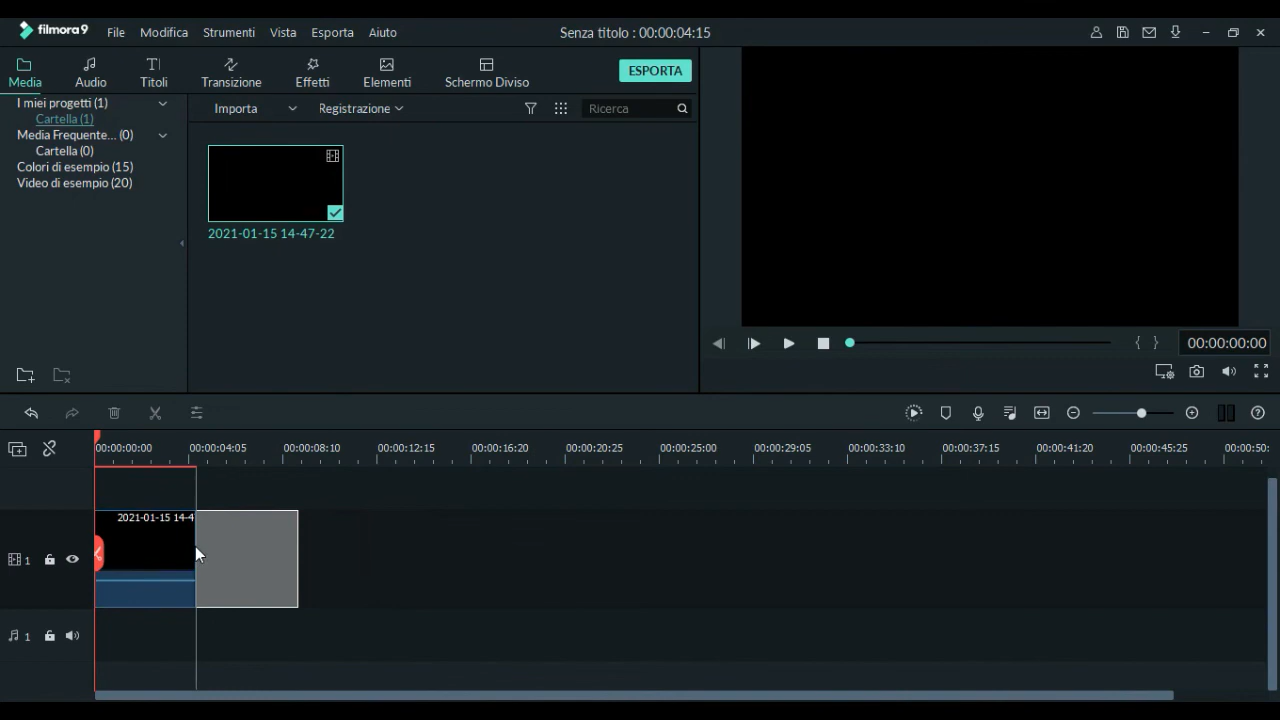 filmora 9 File Modifica Strumenti Vista Esporta Aiuto Senza titolo : 00:00:04:15
Media Audio Titoli Transizione Effetti Elementi Schermo Diviso ESPORTA
I miei progetti (1)
Cartella (1)
Media Frequente... (0)
Cartella (0)
Colori di esempio (15)
Video di esempio (20)
Importa Registrazione Ricerca
2021-01-15 14-47-22
00:00:00:00
00:00:00:00 00:00:04:05 00:00:08:10 00:00:12:15 00:00:16:20 00:00:20:25 00:00:25:00 00:00:29:05 00:00:33:10 00:00:37:15 00:00:41:20 00:00:45:25 00:00:50:
2021-01-15 14-4
1
1